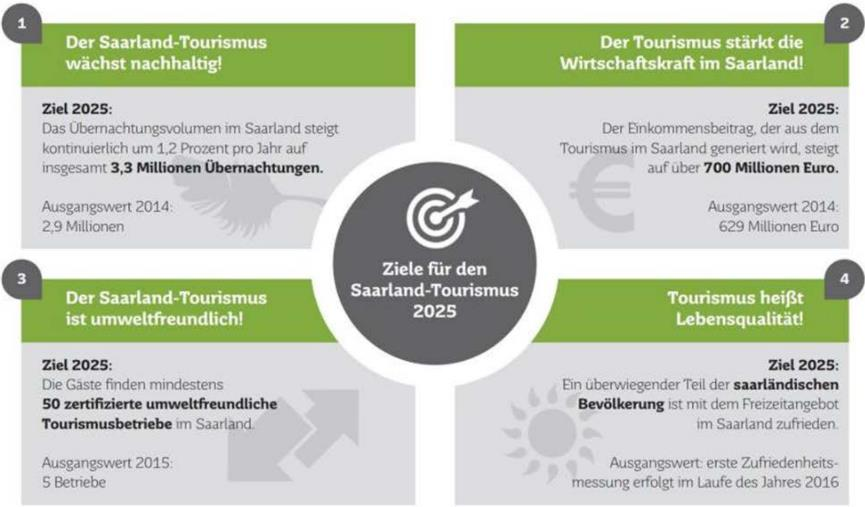 1
Der Saarland-Tourismus
wächst nachhaltig!
Ziel 2025:
Das Übernachtungsvolumen im Saarland steigt
kontinuierlich um 1,2 Prozent pro Jahr auf
insgesamt 3,3 Millionen Übernachtungen.
Ausgangswert 2014:
2,9 Millionen
2
Der Tourismus stärkt die
Wirtschaftskraft im Saarland!
Ziel 2025:
Der Einkommensbeitrag, der aus dem
Tourismus im Saarland generiert wird, steigt
auf über 700 Millionen Euro.
Ausgangswert 2014:
629 Millionen Euro
Ziele für den
Saarland-Tourismus
2025
3
Der Saarland-Tourismus
ist umweltfreundlich!
Ziel 2025:
Die Gäste finden mindestens
50 zertifizierte umweltfreundliche
Tourismusbetriebe im Saarland.
Ausgangswert 2015:
5 Betriebe
4
Tourismus heißt
Lebensqualität!
Ziel 2025:
Ein überwiegender Teil der saarländischen
Bevölkerung ist mit dem Freizeitangebot
im Saarland zufrieden.
Ausgangswert: erste Zufriedenheits-
messung erfolgt im Laufe des Jahres 2016